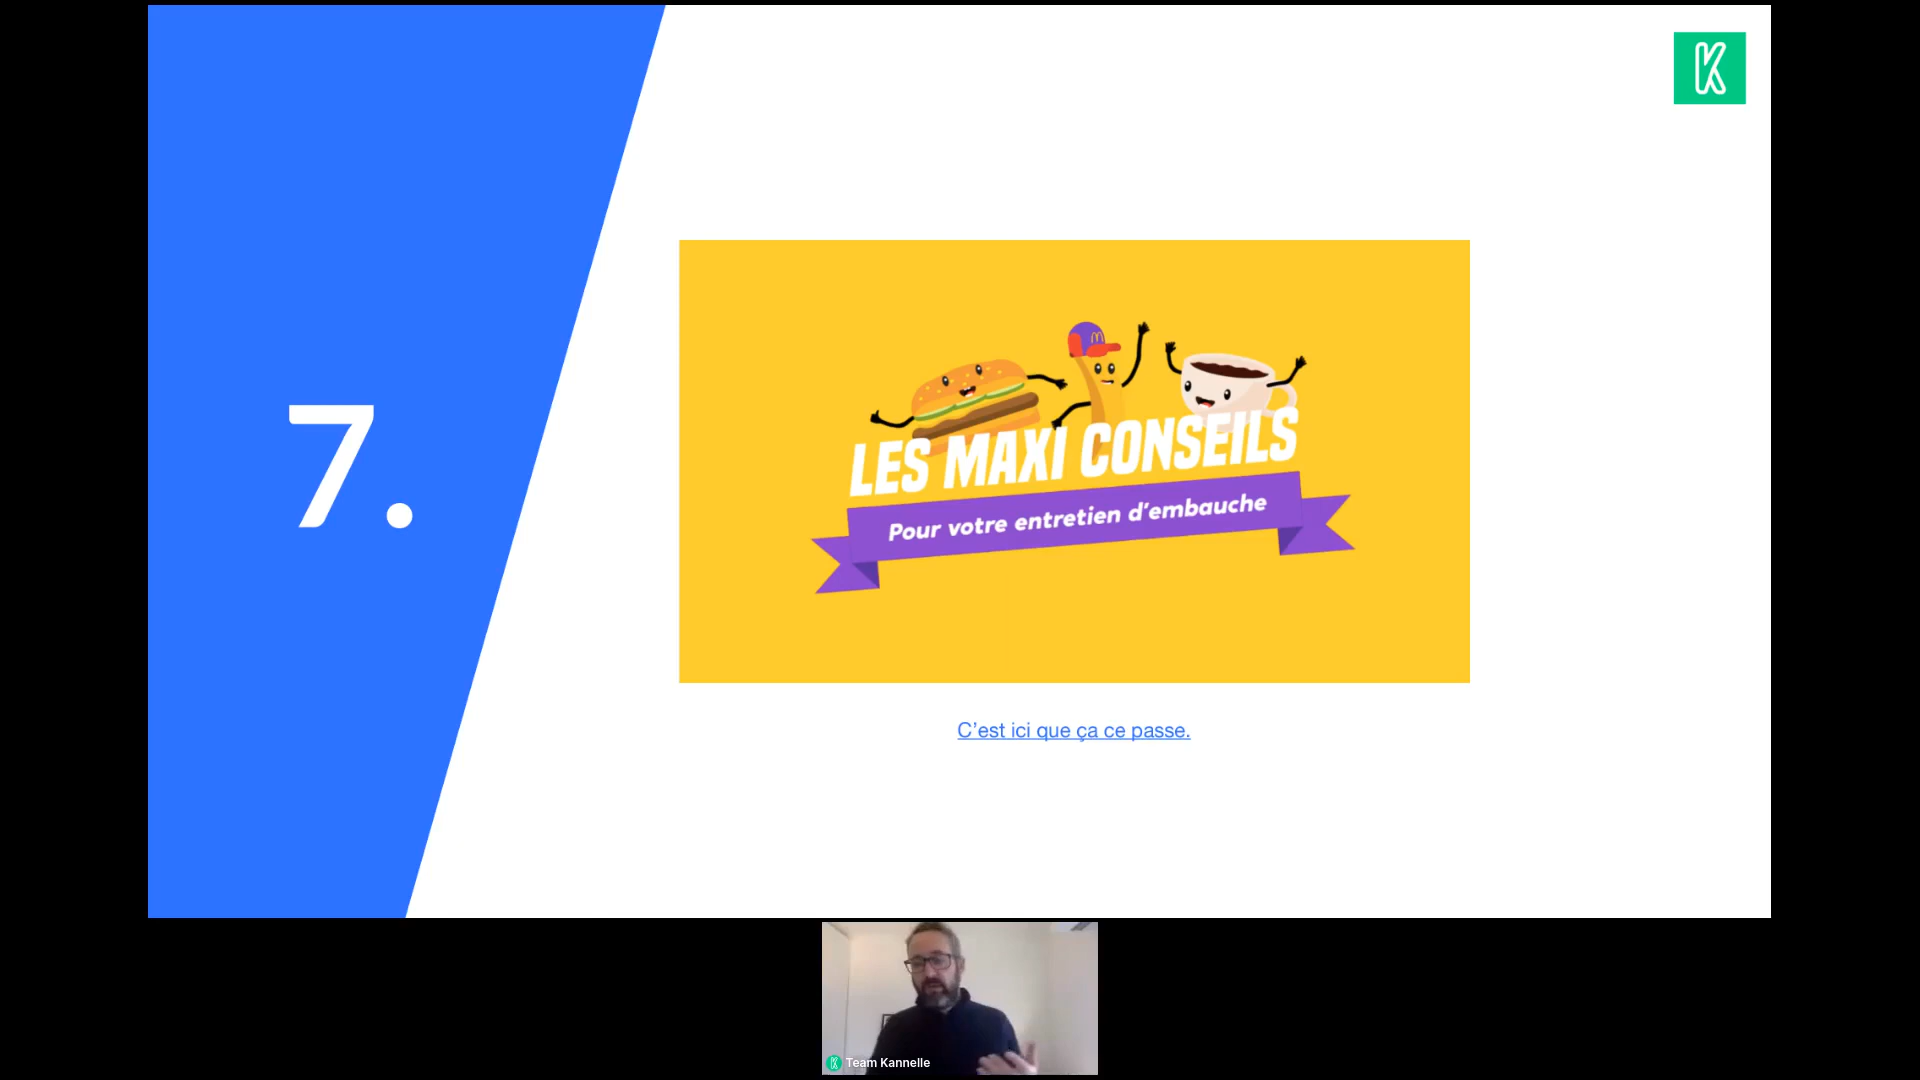 K
7.
LES MAXI CONSEILS
Pour votre entretien d'embauche
C’est ici que ça ce passe.
Team Kannelle